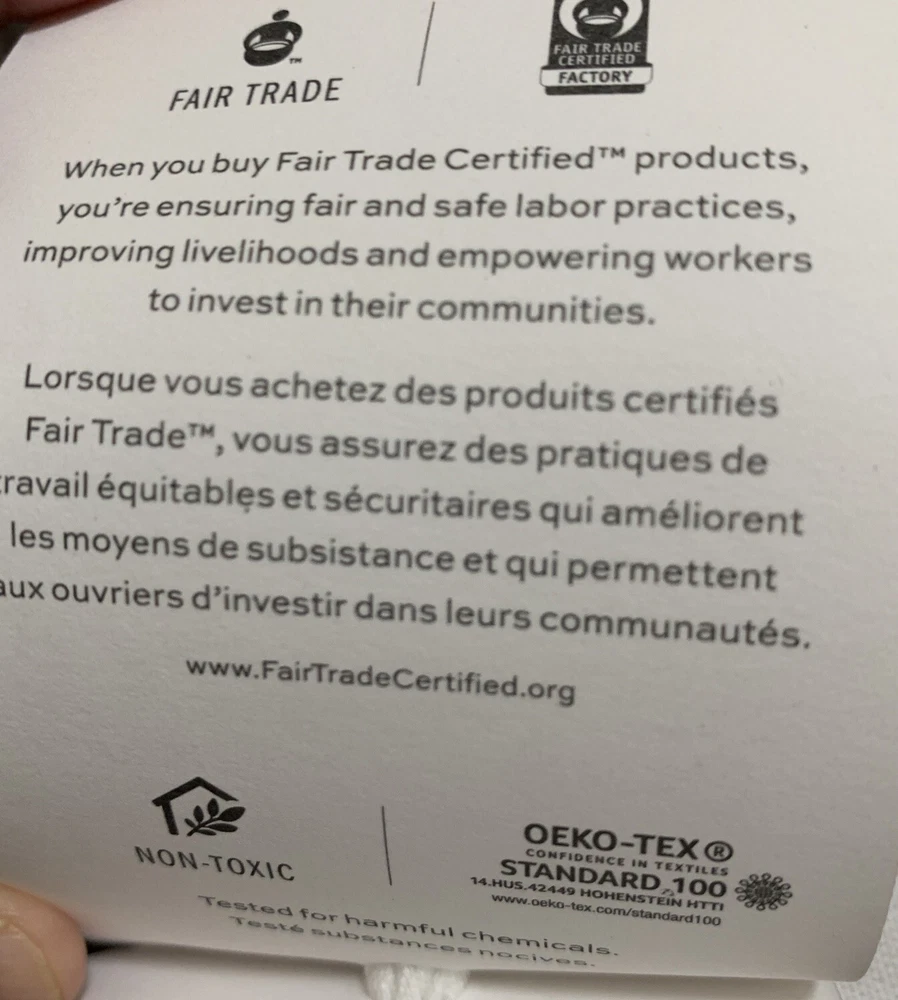 FAIR TRADE
CERTIFIED
FACTORY
™
FAIR TRADE
When you buy Fair Trade Certified™ products,
you're ensuring fair and safe labor practices,
improving livelihoods and empowering workers
to invest in their communities.
Lorsque vous achetez des produits certifiés
Fair Trade™, vous assurez des pratiques de
ravail équitables et sécuritaires qui améliorent
les moyens de subsistance et qui permettent
aux ouvriers d'investir dans leurs communautés.
www.FairTradeCertified.org
NON-TOXIC
OEKO-TEX®
CONFIDENCE IN TEXTILES
STANDARD 100
14.HUS.42449 HOHENSTEIN HTTI
www.oeko-tex.com/standard100
Tested for harmful chemicals.
Testé substances nocives.